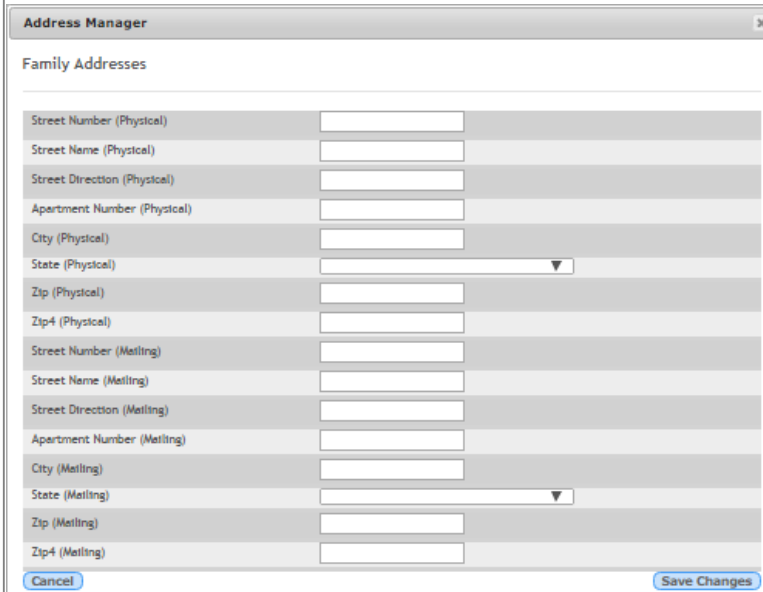 Address Manager
Family Addresses
Street Number (Physical)
Street Name (Physical)
Street Direction (Physical)
Apartment Number (Physical)
City (Physical)
State (Physical)
Zip (Physical)
Zip4 (Physical)
Street Number (Mailing)
Street Name (Mailing)
Street Direction (Mailing)
Apartment Number (Mailing)
City (Mailing)
State (Mailing)
Zip (Mailing)
Zip4 (Mailing)
Cancel Save Changes